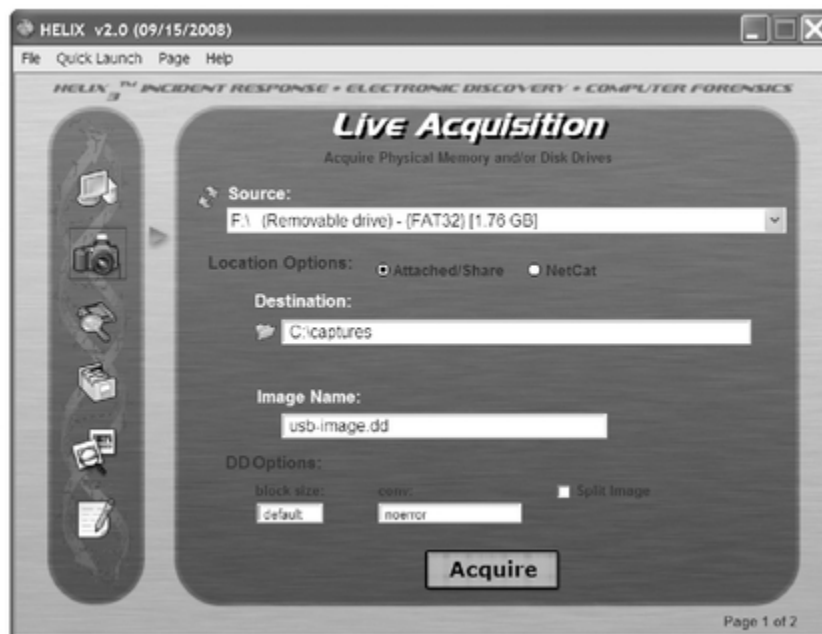 HELIX v2.0 (09/15/2008)
File Quick Launch Page Help
HELIX3™ INCIDENT RESPONSE • ELECTRONIC DISCOVERY • COMPUTER FORENSICS
Live Acquisition
Acquire Physical Memory and/or Disk Drives
Source:
F:\ (Removable drive) - (FAT32) [1.76 GB]
Location Options: Attached/Share NetCat
Destination:
C:\captures
Image Name:
usb-image.dd
DD Options:
block size: conv: Split Image
default noerror
Acquire
Page 1 of 2